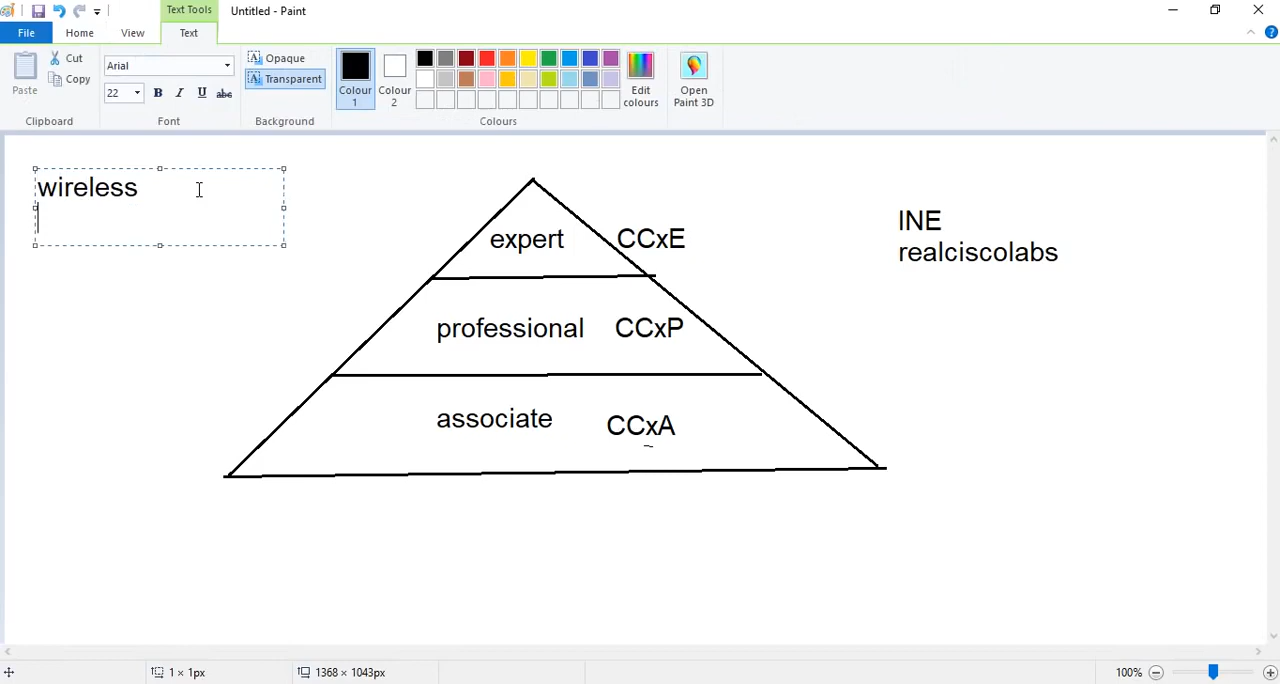 Text Tools
Untitled - Paint
File
Home
View
Text
Paste
Cut
Copy
Clipboard
Arial
22
B
I
U
abc
Font
Opaque
Transparent
Background
Colour 1
Colour 2
Edit colours
Colours
Open Paint 3D
wireless
expert CCxE
professional CCxP
associate CCxA
INE
realciscolabs
1 × 1px
1368 × 1043px
100%